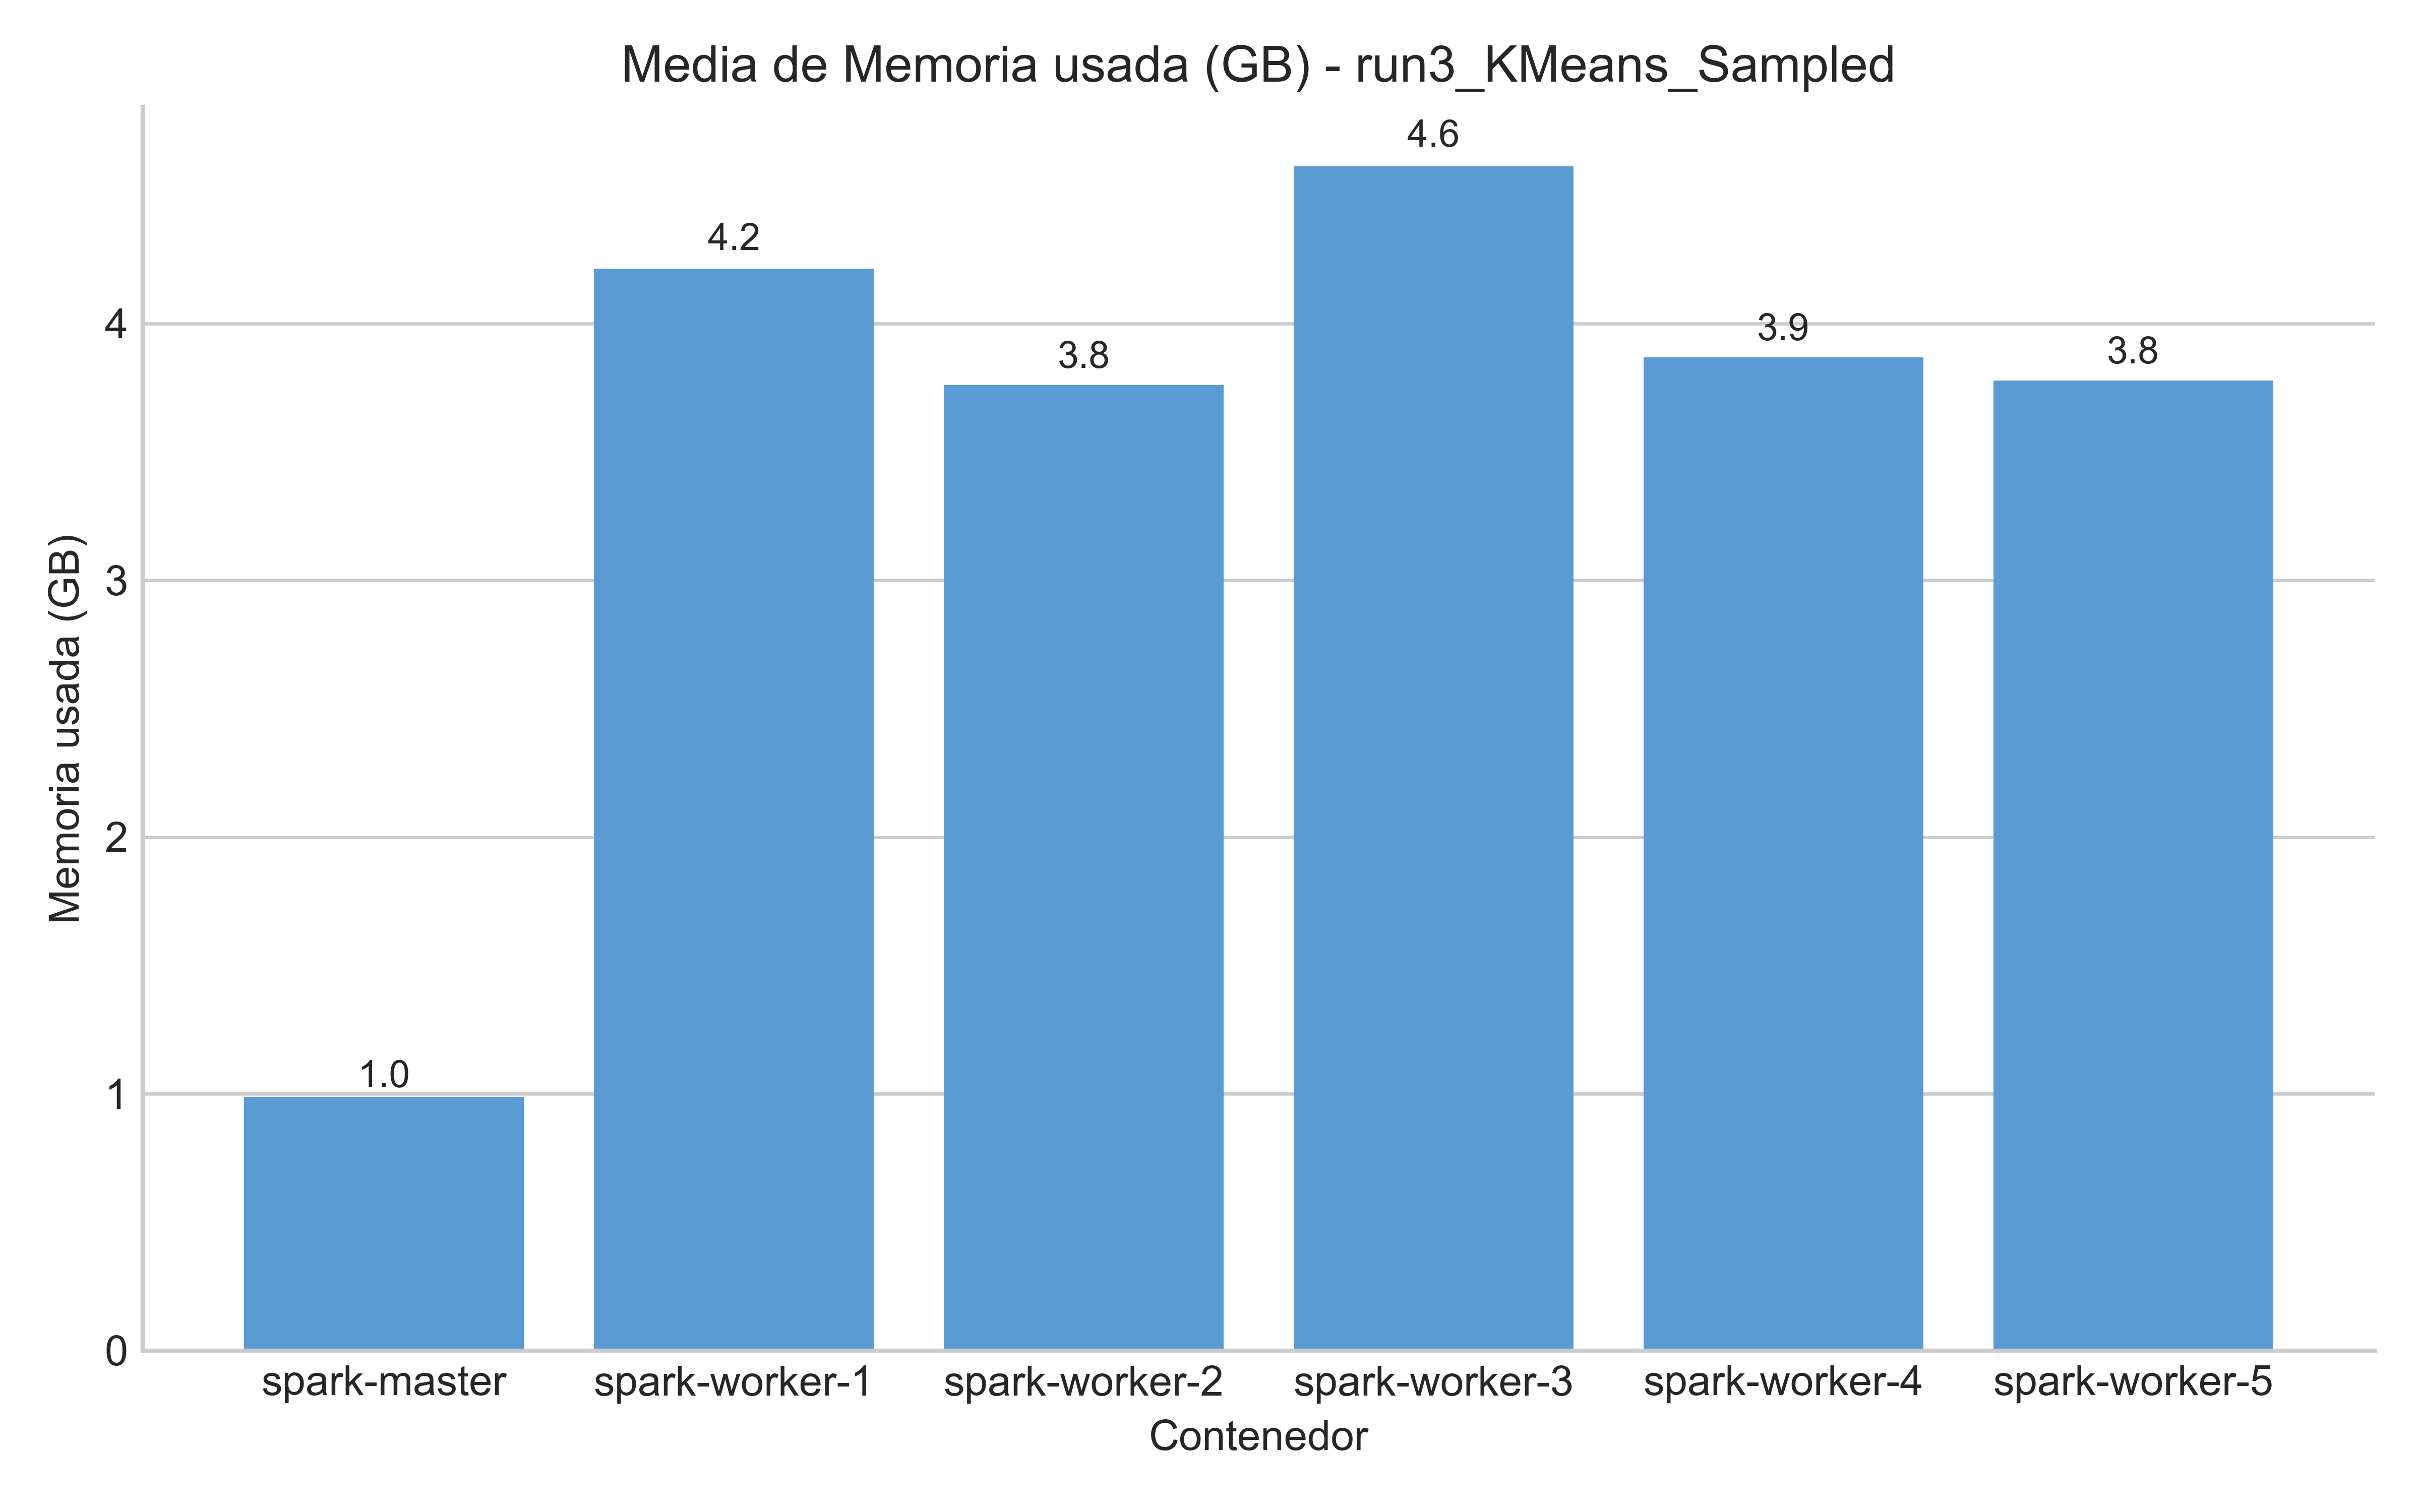 Media de Memoria usada (GB) - run3_KMeans_Sampled
4.6
4.2
3.9
3.8
3.8
1.0
4
3
2
1
0
Memoria usada (GB)
spark-master spark-worker-1 spark-worker-2 spark-worker-3 spark-worker-4 spark-worker-5
Contenedor